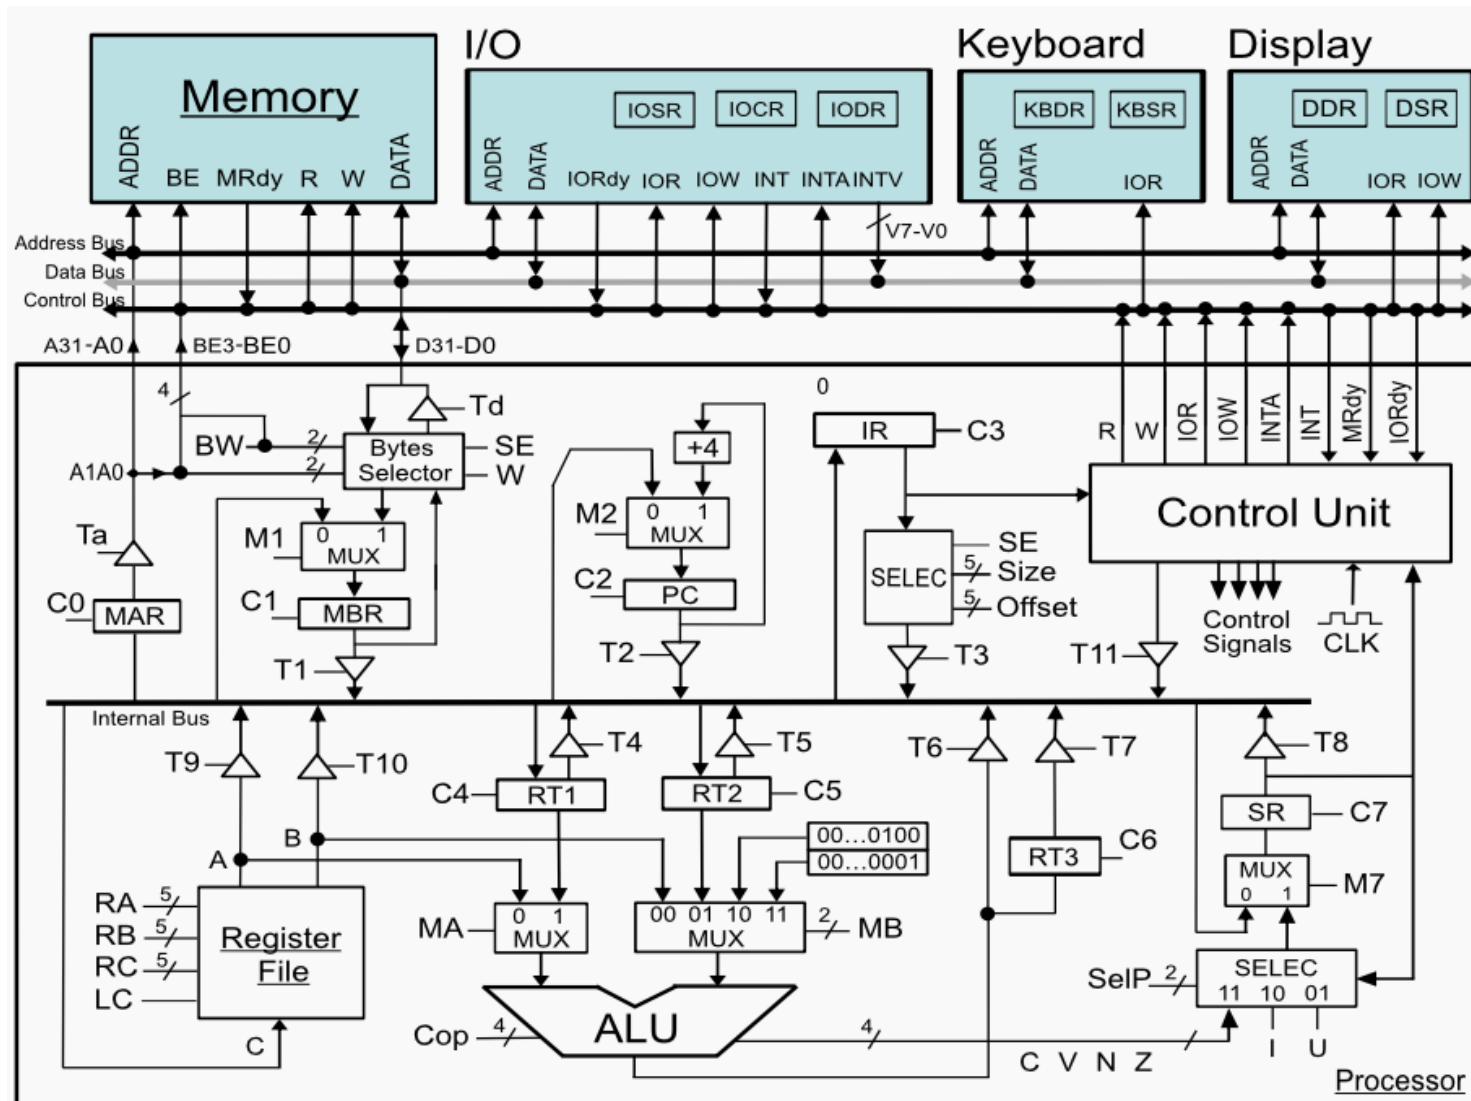 I/O
Keyboard
Display
Memory
ADDR
BE
MRdy
R
W
DATA
IOSR
IOCR
IODR
ADDR
DATA
IORdy
IOR
IOW
INT
INTA
INTV
V7-V0
KBDR
KBSR
ADDR
DATA
IOR
DDR
DSR
ADDR
DATA
IOR
IOW
Address Bus
Data Bus
Control Bus
A31-A0
BE3-BE0
D31-D0
4
Td
BW
2
Bytes
Selector
SE
A1A0
2
W
Ta
M1
0 1
MUX
C0
MAR
C1
MBR
T1
+4
M2
0 1
MUX
C2
PC
T2
0
IR
C3
SELEC
SE
5
Size
5
Offset
T3
R
W
IOR
IOW
INTA
INT
MRdy
IORdy
Control Unit
Control
Signals
CLK
T11
Internal Bus
T9
T10
T4
T5
T6
T7
T8
C4
RT1
RT2
C5
SR
C7
B
A
00...0100
00...0001
RT3
C6
MUX
0 1
M7
RA
5
RB
5
RC
5
LC
Register
File
C
MA
0 1
MUX
00 01 10 11
MUX
2
MB
SelP
2
SELEC
11 10 01
Cop
4
ALU
4
C V N Z
I
U
Processor